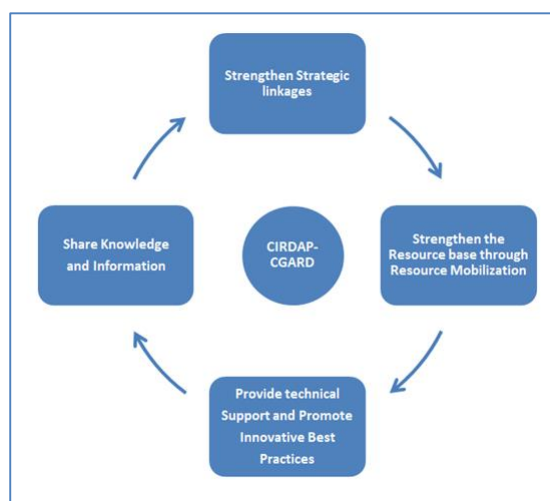 Strengthen Strategic
linkages
Share Knowledge
and Information
CIRDAP-
CGARD
Strengthen the
Resource base through
Resource Mobilization
Provide technical
Support and Promote
Innovative Best
Practices